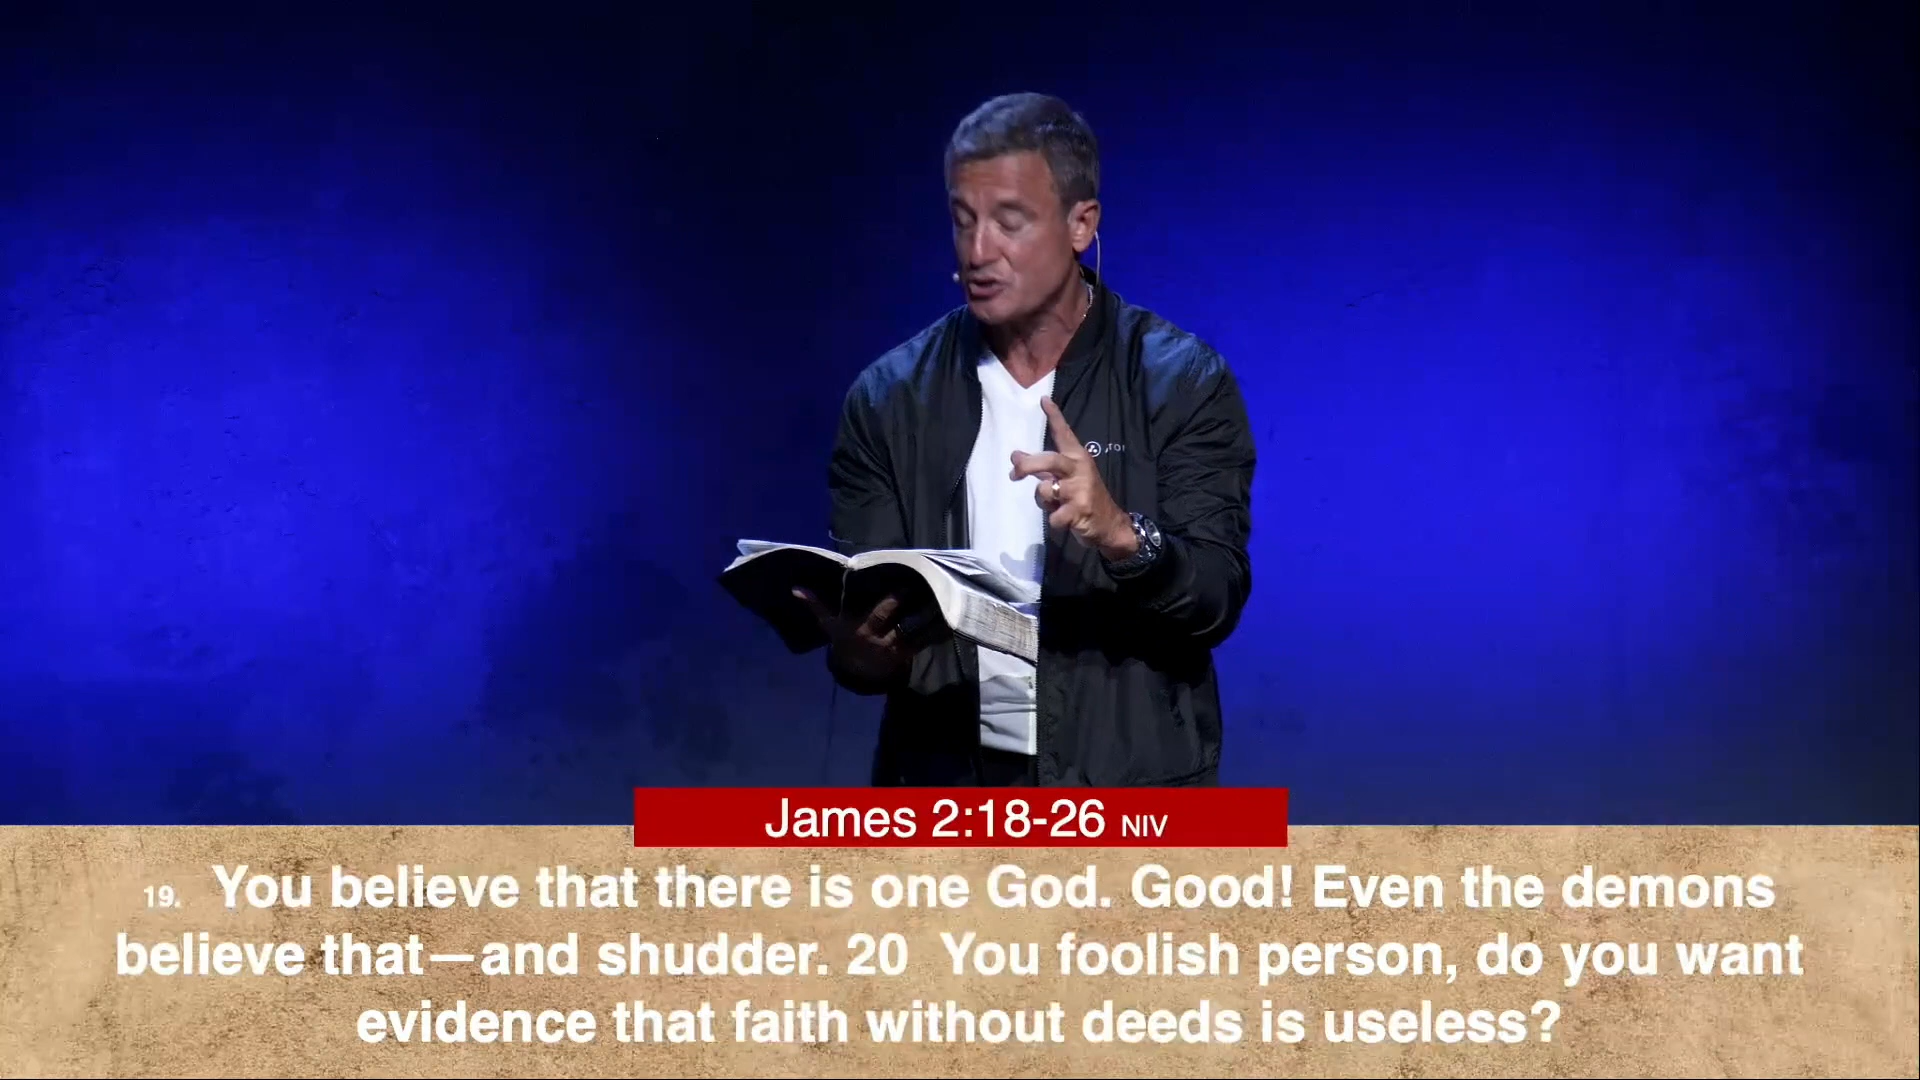 James 2:18-26 NIV
19. You believe that there is one God. Good! Even the demons
believe that—and shudder. 20 You foolish person, do you want
evidence that faith without deeds is useless?